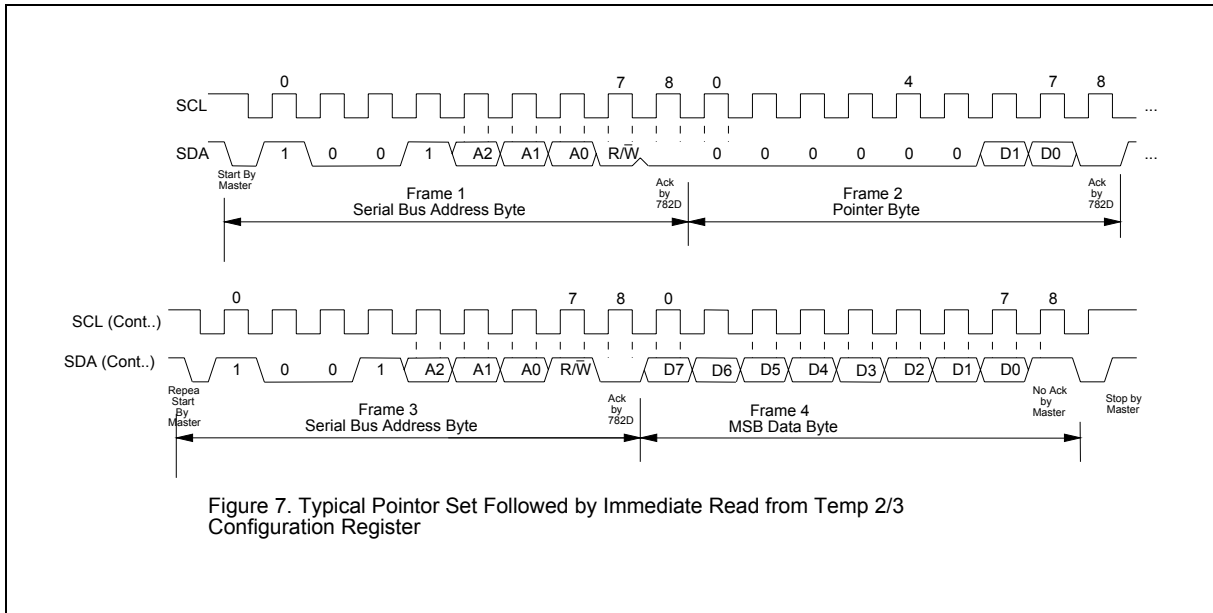 0 7 8 0 4 7 8
SCL ...
SDA 1 0 0 1 A2 A1 A0 R/W̅ 0 0 0 0 0 0 D1 D0 ...
Start By
Master
Ack
by
782D
Ack
by
782D
Frame 1
Serial Bus Address Byte
Frame 2
Pointer Byte
0 7 8 0 7 8
SCL (Cont..)
SDA (Cont..) 1 0 0 1 A2 A1 A0 R/W̅ D7 D6 D5 D4 D3 D2 D1 D0
Repea
Start
By
Master
Ack
by
782D
No Ack
by
Master
Stop by
Master
Frame 3
Serial Bus Address Byte
Frame 4
MSB Data Byte
Figure 7. Typical Pointor Set Followed by Immediate Read from Temp 2/3
Configuration Register